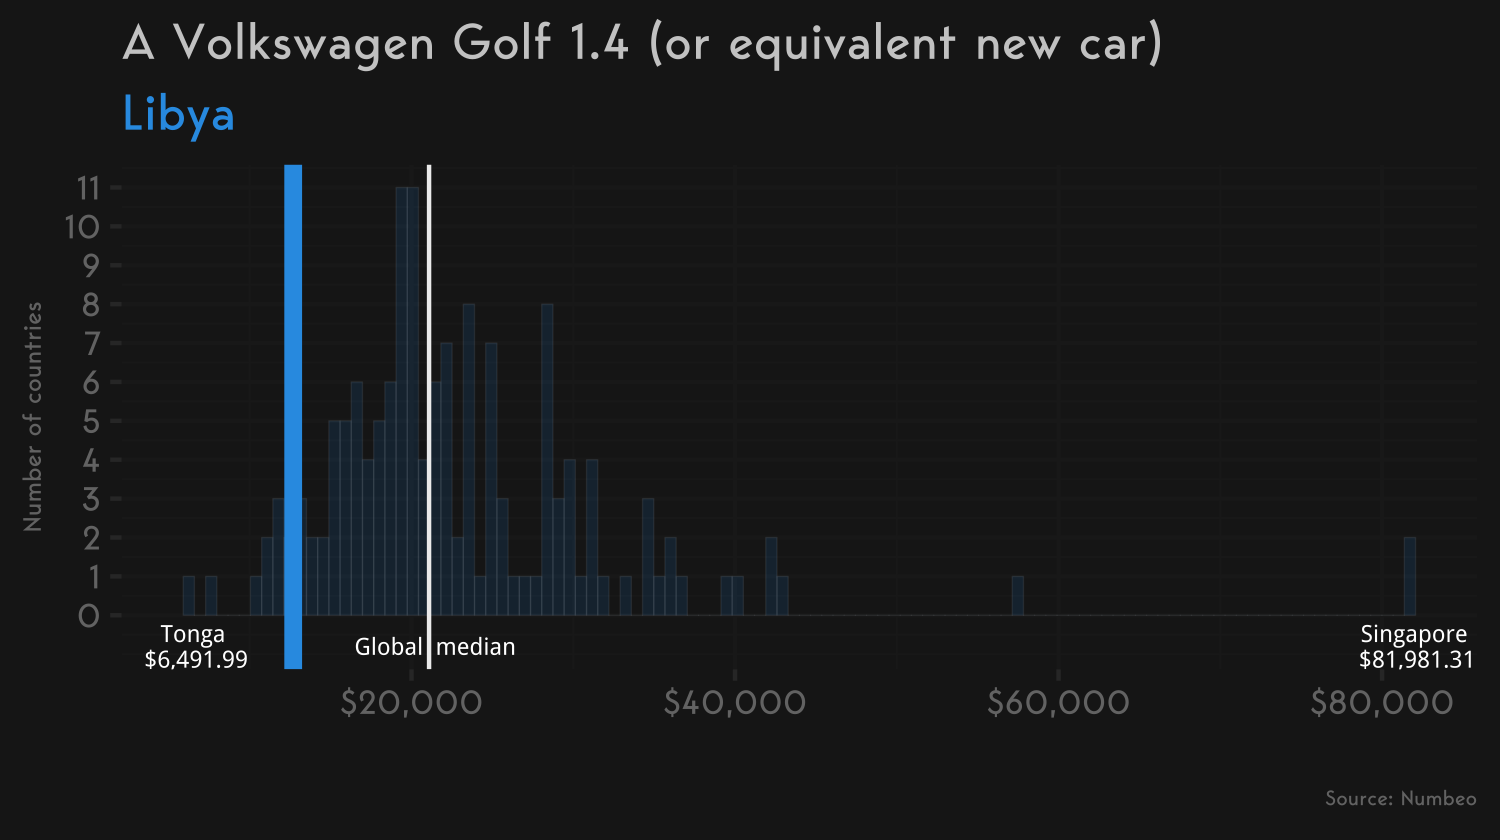 A Volkswagen Golf 1.4 (or equivalent new car)
Libya
Number of countries
11
10
9
8
7
6
5
4
3
2
1
0
Tonga
$6,491.99
Global median
Singapore
$81,981.31
$20,000
$40,000
$60,000
$80,000
Source: Numbeo